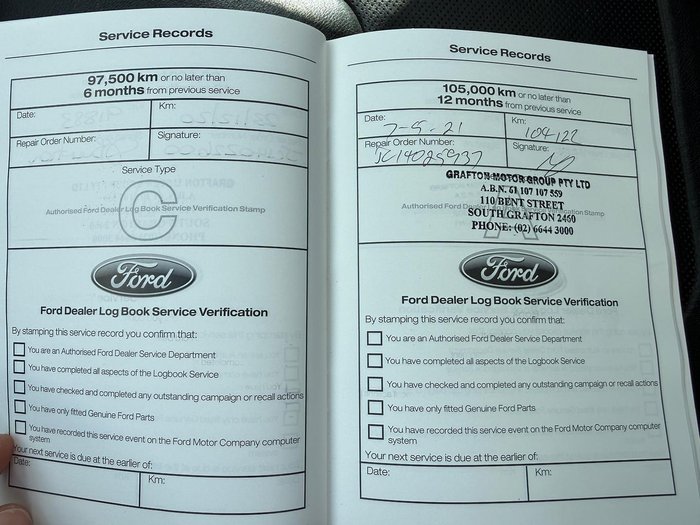 Service Records
97,500 km or no later than
6 months from previous service
Date:
Km:
Repair Order Number:
Signature:
Service Type
C
Authorised Ford Dealer Log Book Service Verification Stamp
Ford
Ford Dealer Log Book Service Verification
By stamping this service record you confirm that:
You are an Authorised Ford Dealer Service Department
You have completed all aspects of the Logbook Service
You have checked and completed any outstanding campaign or recall actions
You have only fitted Genuine Ford Parts
You have recorded this service event on the Ford Motor Company computer
system
Your next service is due at the earlier of:
Date:
Km:
Service Records
105,000 km or no later than
12 months from previous service
Date:
7-5-21
Km:
104122
Repair Order Number:
JC14025937
Signature:
GRAFTON MOTOR GROUP PTY LTD
A.B.N. 61 107 107 559
110 BENT STREET
Authorised Ford Dealer Log Book Service Verification Stamp
A
SOUTH GRAFTON 2460
PHONE: (02) 6644 3000
Ford
Ford Dealer Log Book Service Verification
By stamping this service record you confirm that:
You are an Authorised Ford Dealer Service Department
You have completed all aspects of the Logbook Service
You have checked and completed any outstanding campaign or recall actions
You have only fitted Genuine Ford Parts
You have recorded this service event on the Ford Motor Company computer
system
Your next service is due at the earlier of:
Date:
Km: